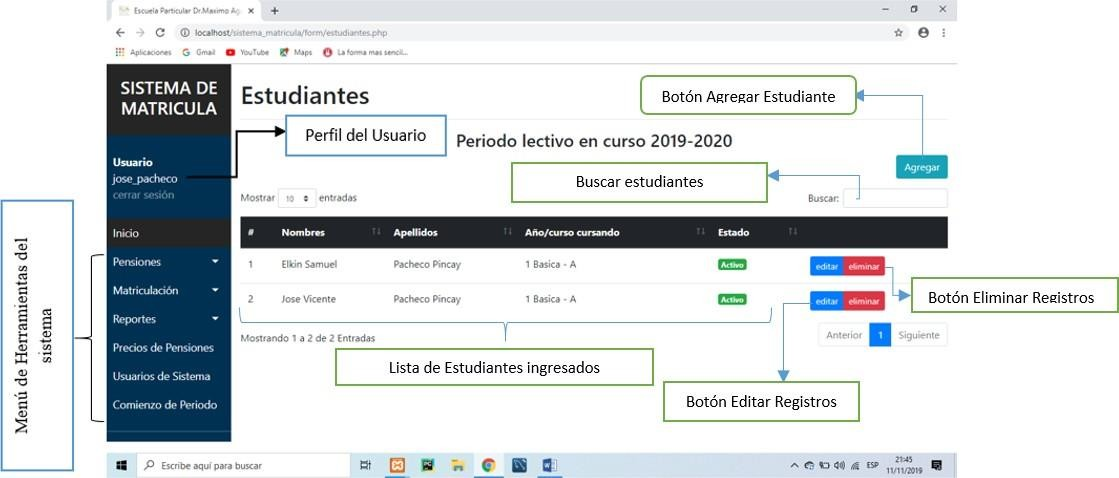 Escuela Particular Dr.Maximo Ag
localhost/sistema_matricula/form/estudiantes.php
Aplicaciones Gmail YouTube Maps La forma mas sencil...
SISTEMA DE
MATRICULA
Estudiantes
Botón Agregar Estudiante
Perfil del Usuario
Periodo lectivo en curso 2019-2020
Usuario
jose_pacheco
cerrar sesión
Agregar
Buscar estudiantes
Mostrar 10 entradas
Buscar:
Menú de Herramientas del
sistema
Inicio
Pensiones
Matriculación
Reportes
Precios de Pensiones
Usuarios de Sistema
Comienzo de Periodo
# Nombres Apellidos Año/curso cursando Estado
1 Elkin Samuel Pacheco Pincay 1 Basica - A Activo editar eliminar
2 Jose Vicente Pacheco Pincay 1 Basica - A Activo editar eliminar
Botón Eliminar Registros
Mostrando 1 a 2 de 2 Entradas
Anterior 1 Siguiente
Lista de Estudiantes ingresados
Botón Editar Registros
Escribe aquí para buscar
ESP
21:45
11/11/2019